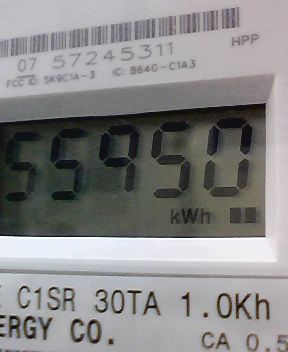 07 57245311
HPP
FCC ID: SK9C1A-3 IC: 864G-C1A3
55950
kWh
C1SR 30TA 1.0Kh
ERGY CO.
CA 0.5